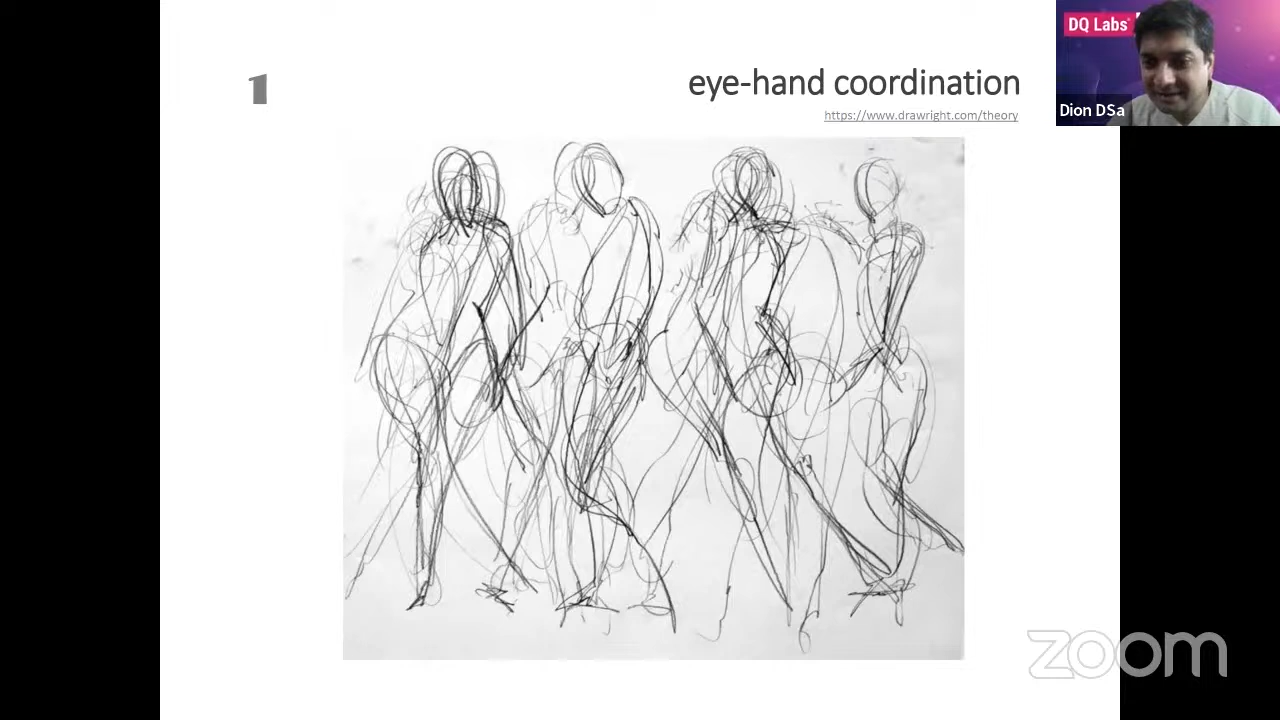 1
eye-hand coordination
https://www.drawright.com/theory
DQ Labs
Dion DSa
zoom